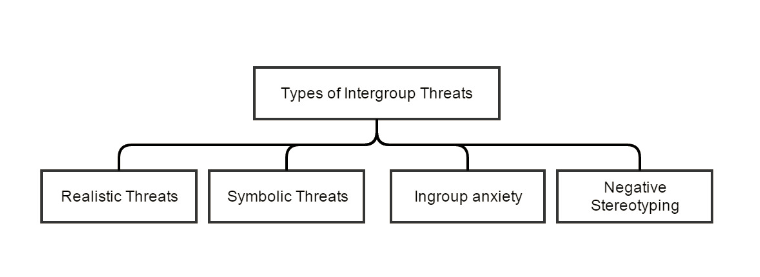 Types of Intergroup Threats
Realistic Threats
Symbolic Threats
Ingroup anxiety
Negative
Stereotyping